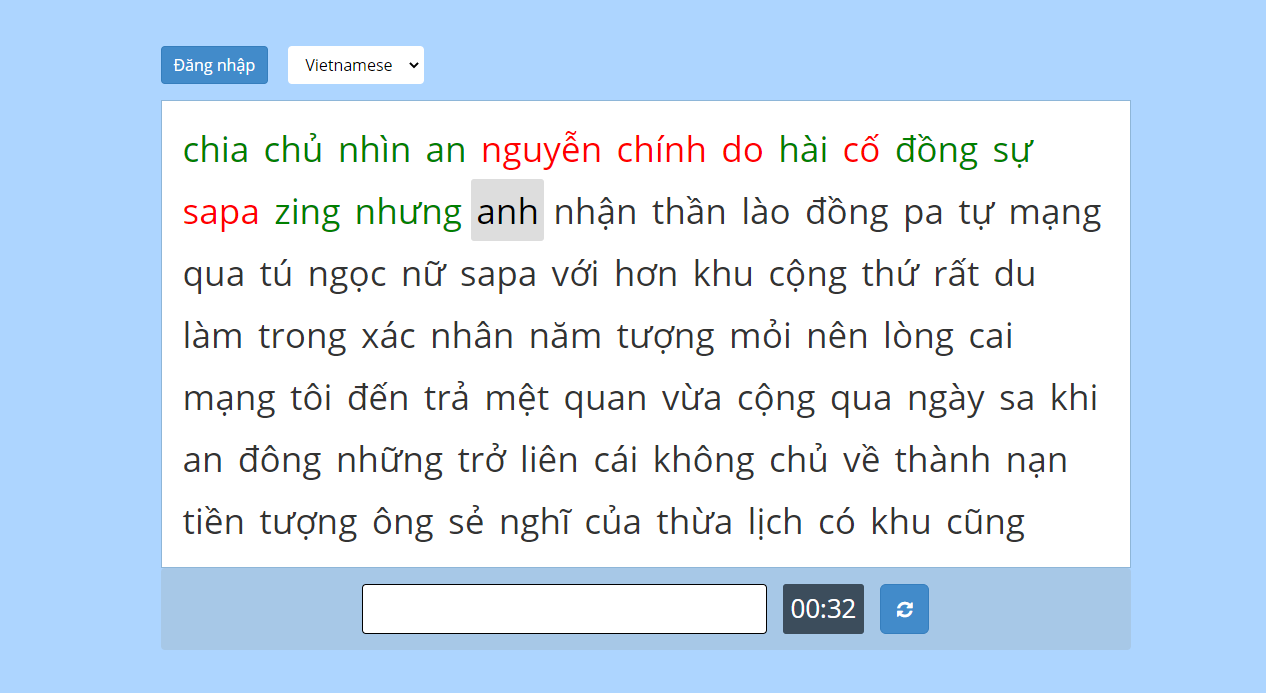 Đăng nhập Vietnamese
chia chủ nhìn an nguyễn chính do hài cố đồng sự
sapa zing nhưng anh nhận thần lào đồng pa tự mạng
qua tú ngọc nữ sapa với hơn khu cộng thứ rất du
làm trong xác nhân năm tượng mỏi nên lòng cai
mạng tôi đến trả mệt quan vừa cộng qua ngày sa khi
an đông những trở liên cái không chủ về thành nạn
tiền tượng ông sẻ nghĩ của thừa lịch có khu cũng
00:32